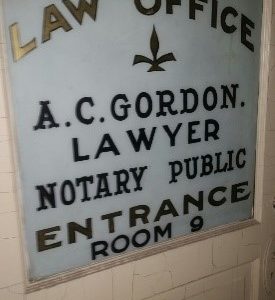 LAW OFFICE
A.C.GORDON.
LAWYER
NOTARY PUBLIC
ENTRANCE
ROOM 9